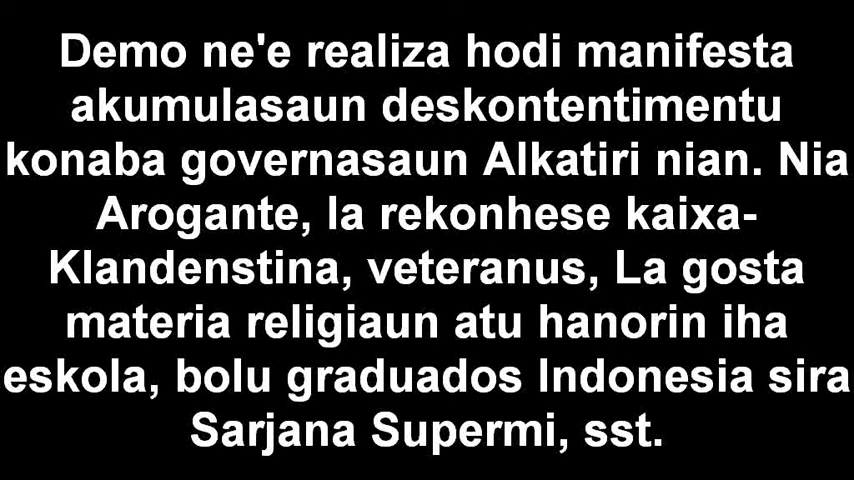 Demo ne'e realiza hodi manifesta
akumulasaun deskontentimentu
konaba governasaun Alkatiri nian. Nia
Arogante, la rekonhese kaixa-
Klandenstina, veteranus, La gosta
materia religiaun atu hanorin iha
eskola, bolu graduados Indonesia sira
Sarjana Supermi, sst.